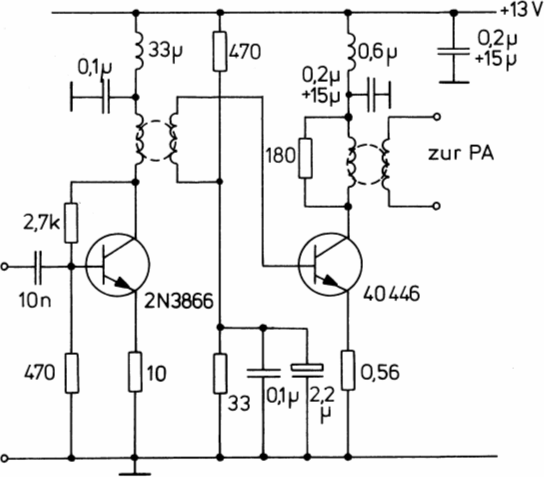 +13V
33µ
470
0,6µ
0,2µ
+15µ
0,1µ
0,2µ
+15µ
180
zur PA
2,7k
10n
2N3866
40446
470
10
33
0,1µ
2,2
µ
0,56